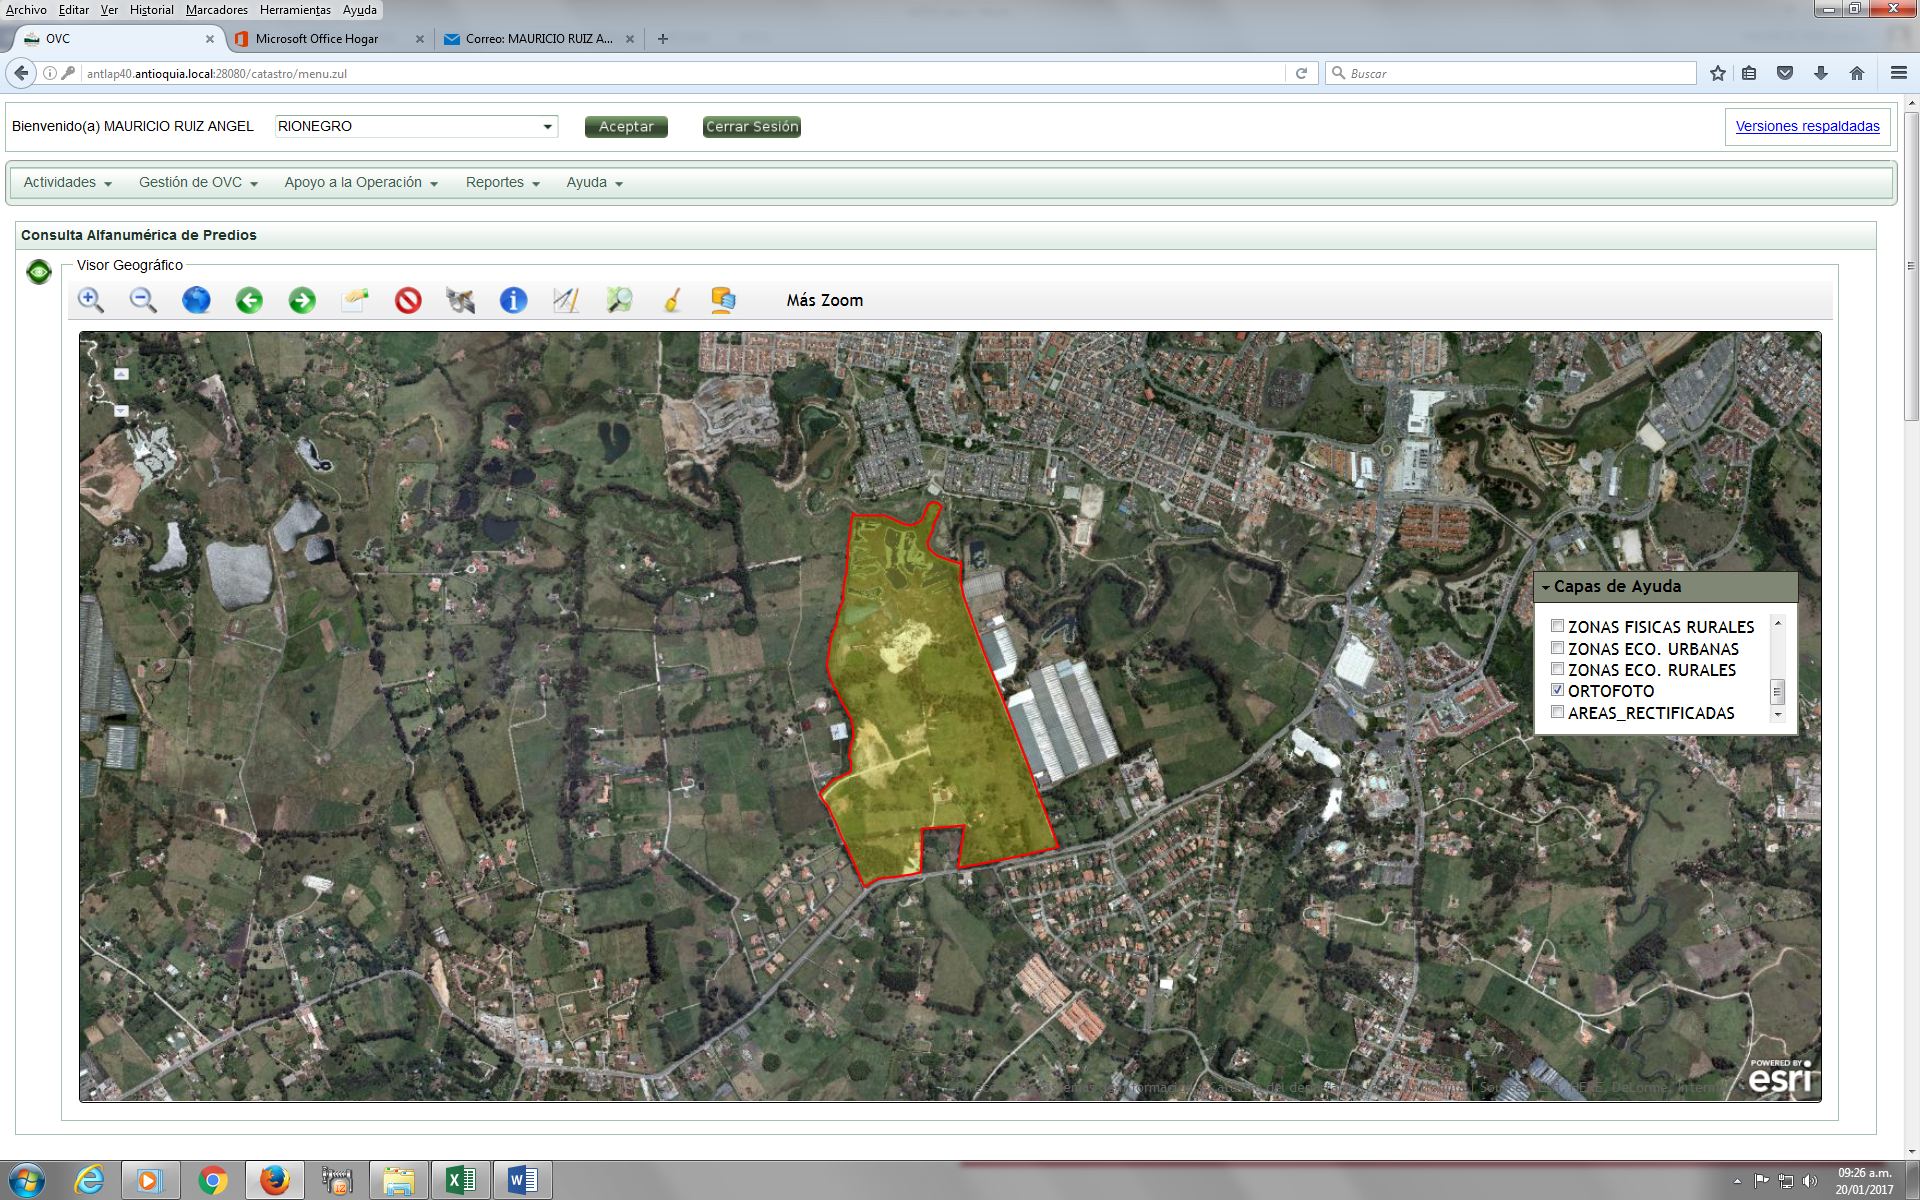 Archivo Editar Ver Historial Marcadores Herramientas Ayuda
OVC
Microsoft Office Hogar
Correo: MAURICIO RUIZ A...
antlap40.antioquia.local:28080/catastro/menu.zul
Buscar
Bienvenido(a) MAURICIO RUIZ ANGEL
RIONEGRO
Aceptar
Cerrar Sesión
Versiones respaldadas
Actividades
Gestión de OVC
Apoyo a la Operación
Reportes
Ayuda
Consulta Alfanumérica de Predios
Visor Geográfico
Más Zoom
Capas de Ayuda
ZONAS FISICAS RURALES
ZONAS ECO. URBANAS
ZONAS ECO. RURALES
ORTOFOTO
AREAS_RECTIFICADAS
POWERED BY
esri
09:26 a.m.
20/01/2017